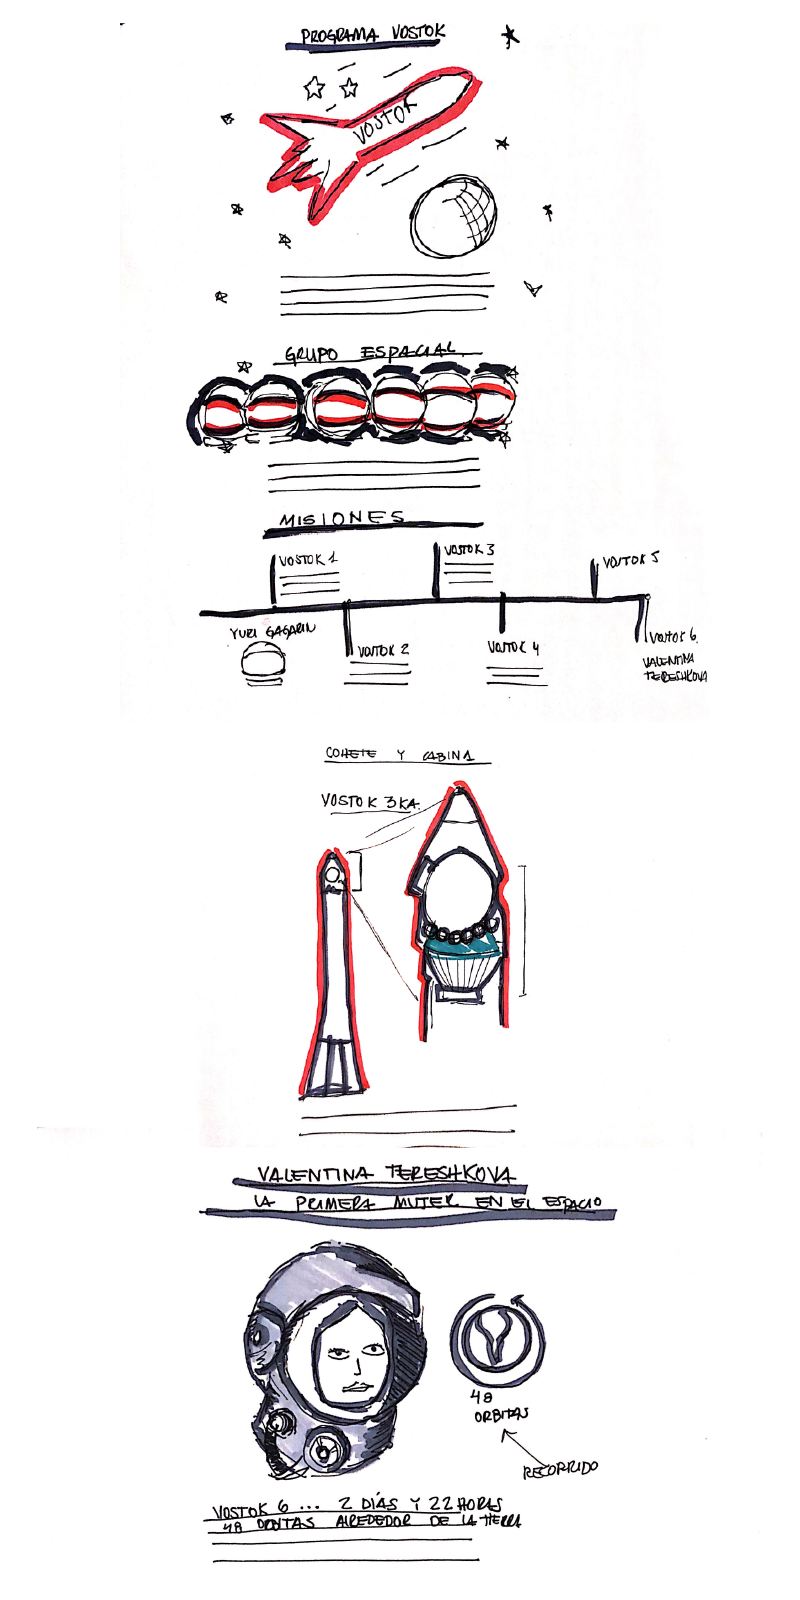 PROGRAMA VOSTOK
VOSTOK
GRUPO ESPACIAL
MISIONES
VOSTOK 1
VOSTOK 3
VOSTOK 5
YURI GAGARIN
VOSTOK 2
VOSTOK 4
VOSTOK 6
VALENTINA
TERESHKOVA
COHETE Y CABINA
VOSTOK 3KA.
VALENTINA TERESHKOVA
LA PRIMERA MUJER EN EL ESPACIO
48
ORBITAS
RECORRIDO
VOSTOK 6 ... 2 DÍAS Y 22 HORAS
48 ORBITAS ALREDEDOR DE LA TIERRA